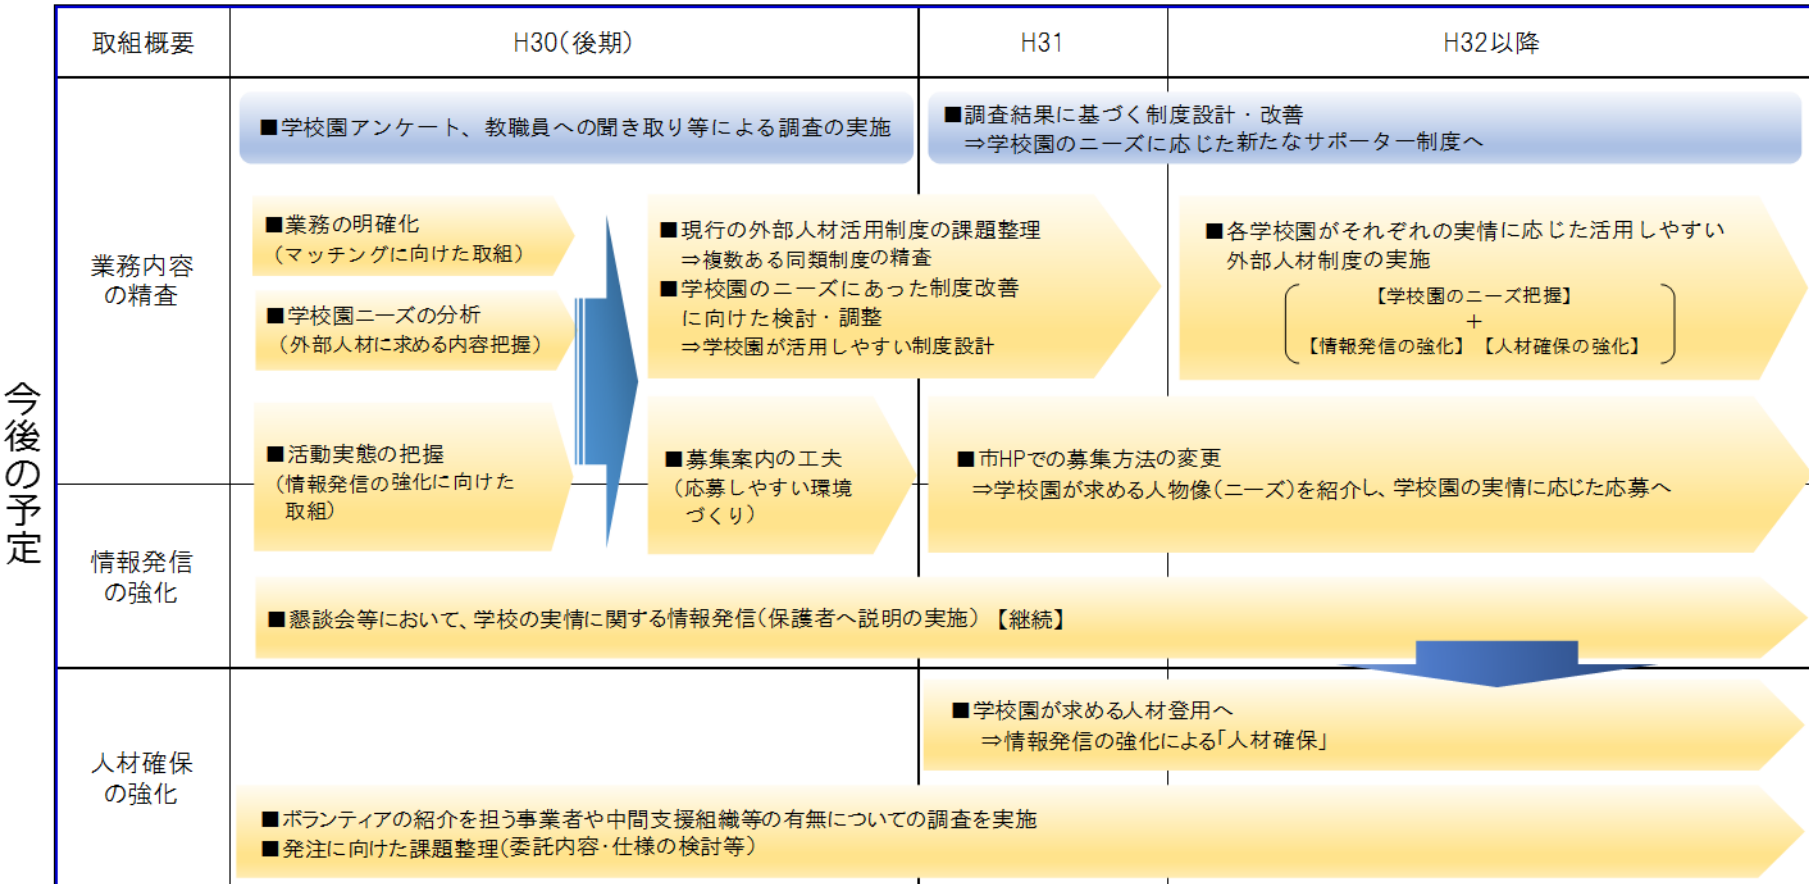 今後の予定
取組概要
H30(後期)
H31
H32以降
業務内容
の精査
■学校園アンケート、教職員への聞き取り等による調査の実施
■調査結果に基づく制度設計・改善
⇒学校園のニーズに応じた新たなサポーター制度へ
■業務の明確化
(マッチングに向けた取組)
■学校園ニーズの分析
(外部人材に求める内容把握)
■現行の外部人材活用制度の課題整理
⇒複数ある同類制度の精査
■学校園のニーズにあった制度改善
に向けた検討・調整
⇒学校園が活用しやすい制度設計
■各学校園がそれぞれの実情に応じた活用しやすい
外部人材制度の実施
【学校園のニーズ把握】
+
【情報発信の強化】【人材確保の強化】
■活動実態の把握
(情報発信の強化に向けた
取組)
■募集案内の工夫
(応募しやすい環境
づくり)
■市HPでの募集方法の変更
⇒学校園が求める人物像(ニーズ)を紹介し、学校園の実情に応じた応募へ
情報発信
の強化
■懇談会等において、学校の実情に関する情報発信(保護者へ説明の実施)【継続】
人材確保
の強化
■学校園が求める人材登用へ
⇒情報発信の強化による「人材確保」
■ボランティアの紹介を担う事業者や中間支援組織等の有無についての調査を実施
■発注に向けた課題整理(委託内容・仕様の検討等)